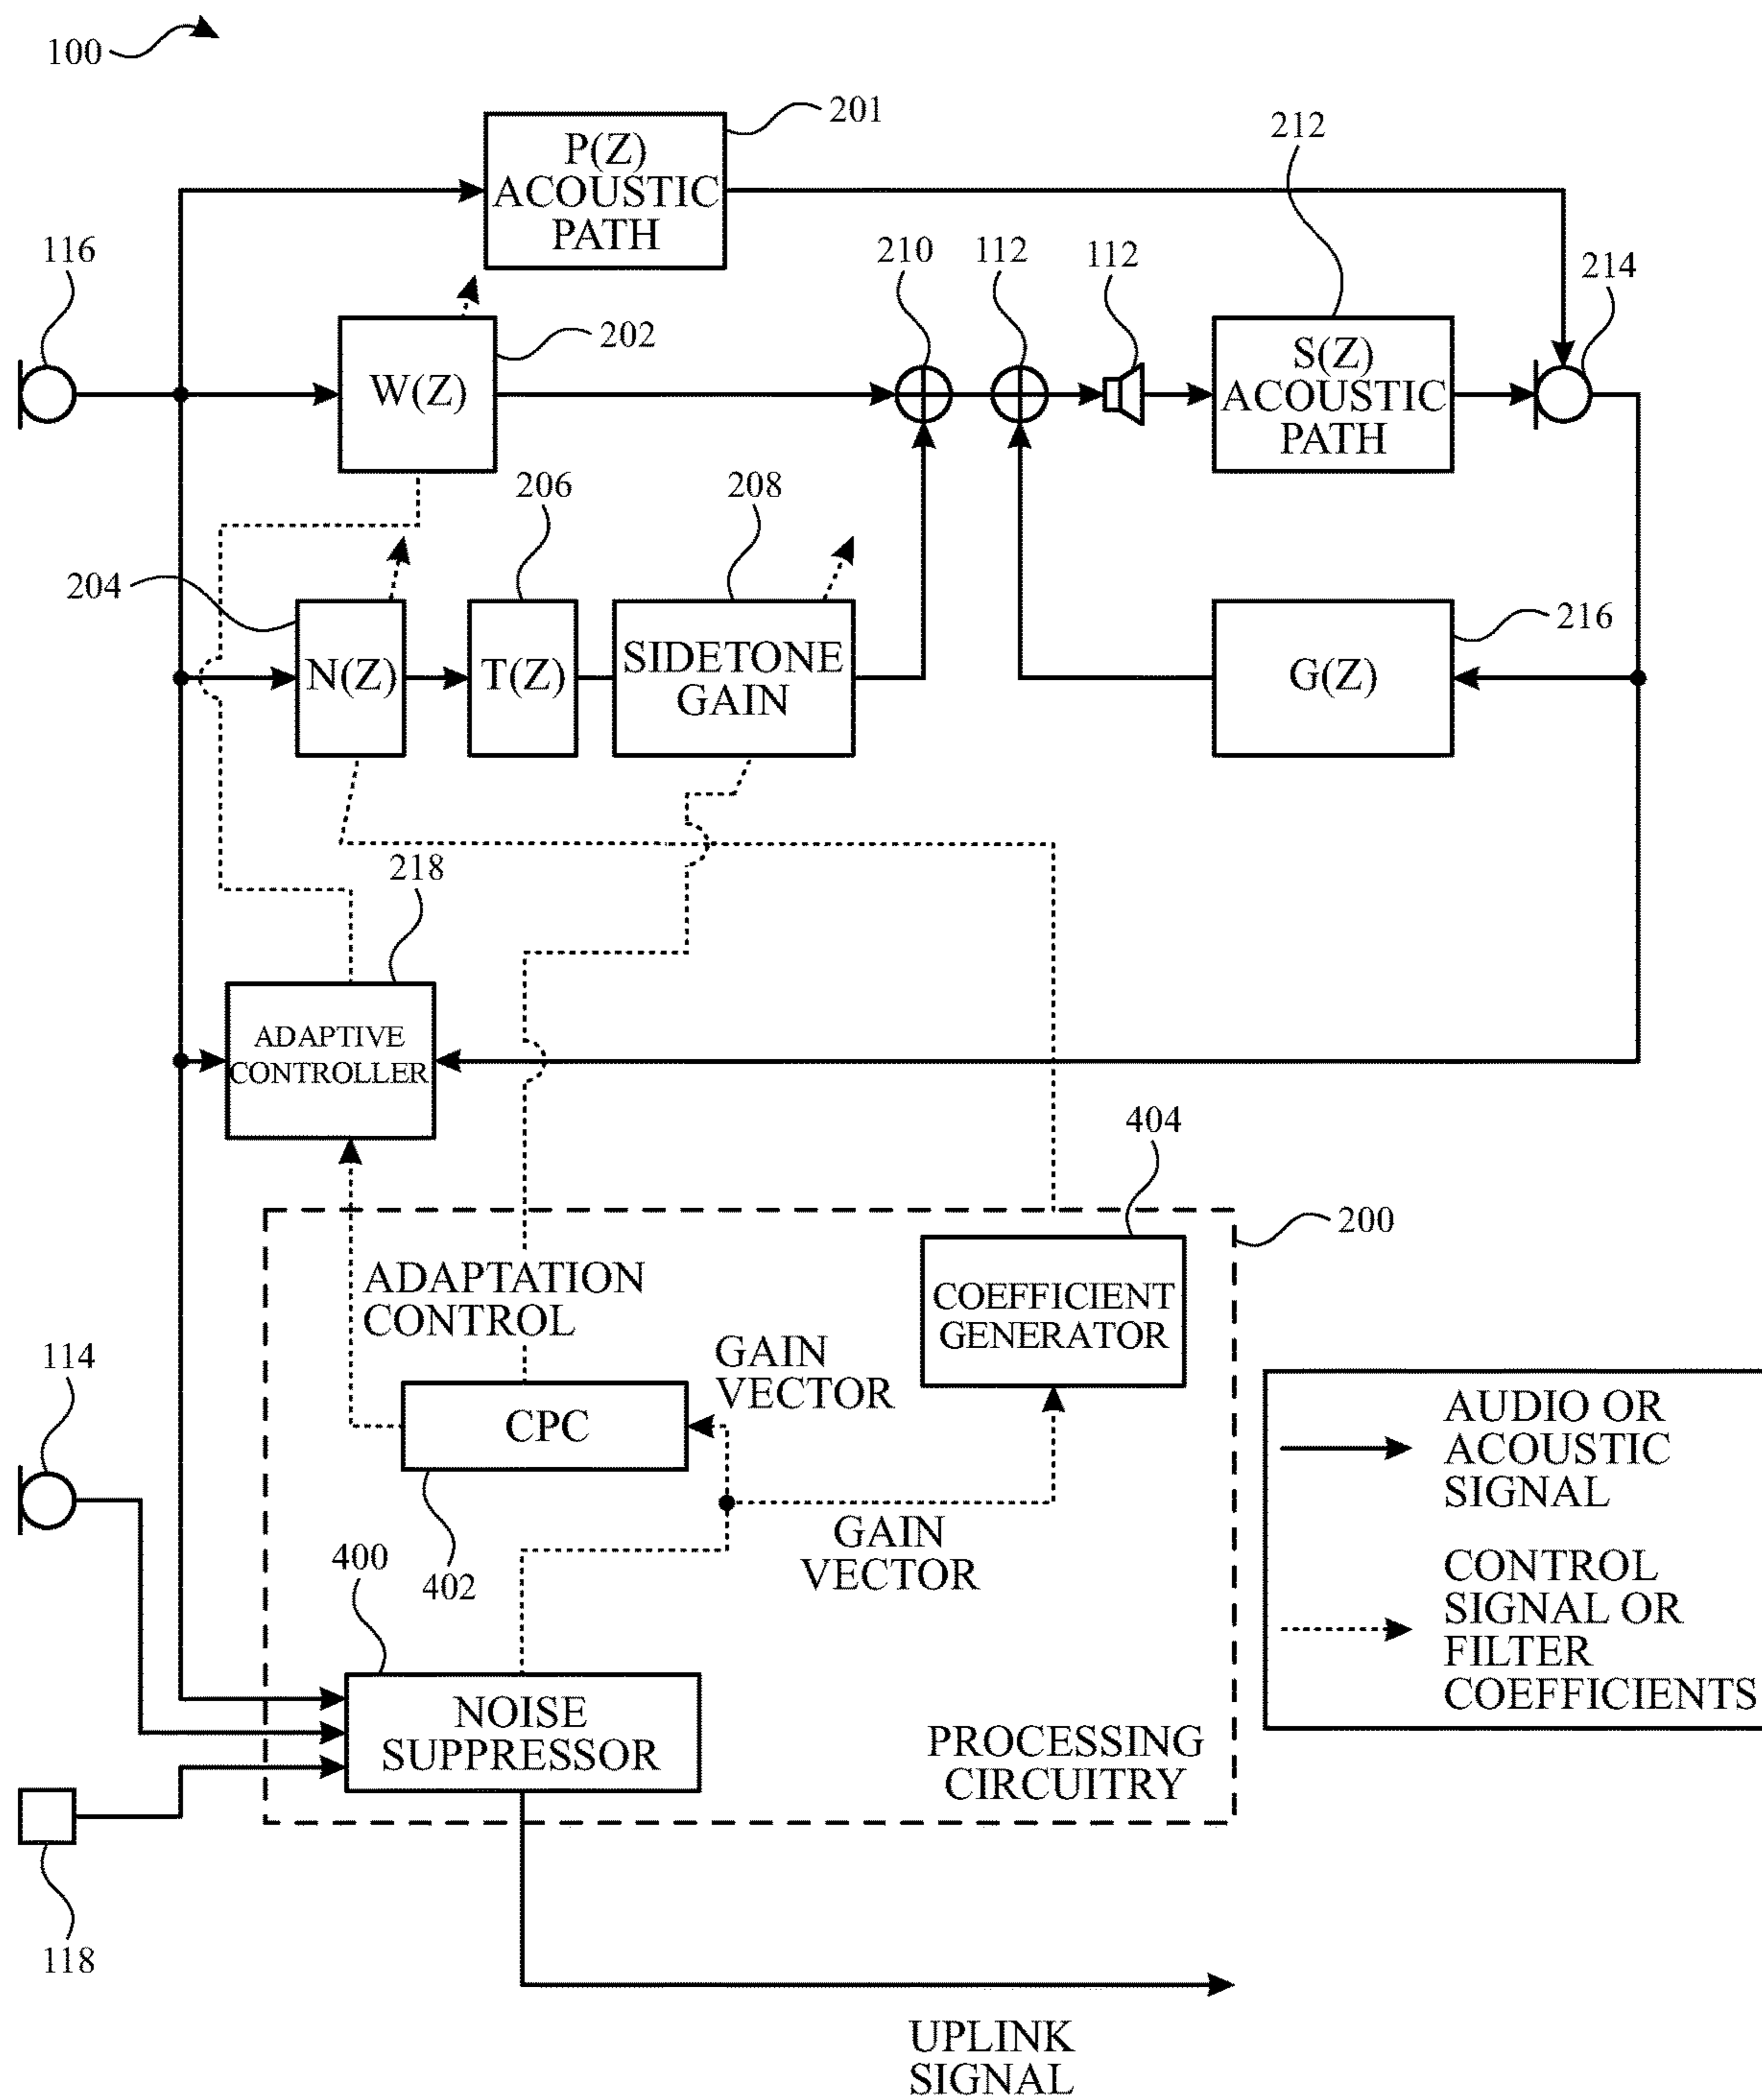 100
201
P(Z)
ACOUSTIC
PATH
212
116
202
210
112
112
214
W(Z)
S(Z)
ACOUSTIC
PATH
206
208
204
N(Z)
T(Z)
SIDETONE
GAIN
G(Z)
216
218
ADAPTIVE
CONTROLLER
404
200
ADAPTATION
CONTROL
COEFFICIENT
GENERATOR
114
GAIN
VECTOR
CPC
402
GAIN
VECTOR
AUDIO OR
ACOUSTIC
SIGNAL
CONTROL
SIGNAL OR
FILTER
COEFFICIENTS
400
NOISE
SUPPRESSOR
PROCESSING
CIRCUITRY
118
UPLINK
SIGNAL